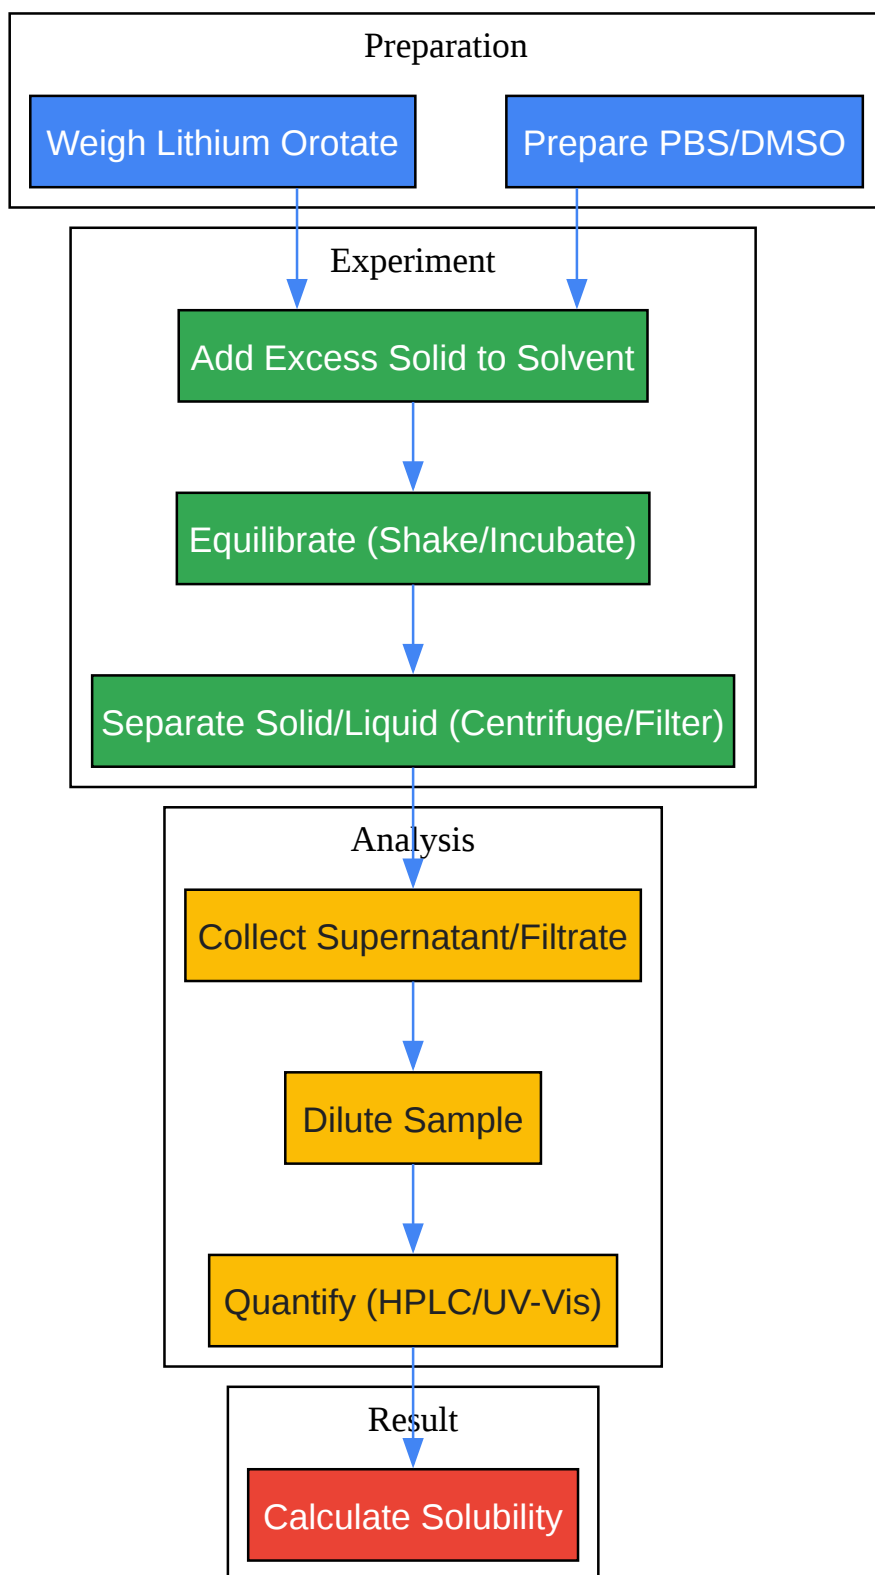 Preparation
Weigh Lithium Orotate
Prepare PBS/DMSO
Experiment
Add Excess Solid to Solvent
Equilibrate (Shake/Incubate)
Separate Solid/Liquid (Centrifuge/Filter)
Analysis
Collect Supernatant/Filtrate
Dilute Sample
Quantify (HPLC/UV-Vis)
Result
Calculate Solubility